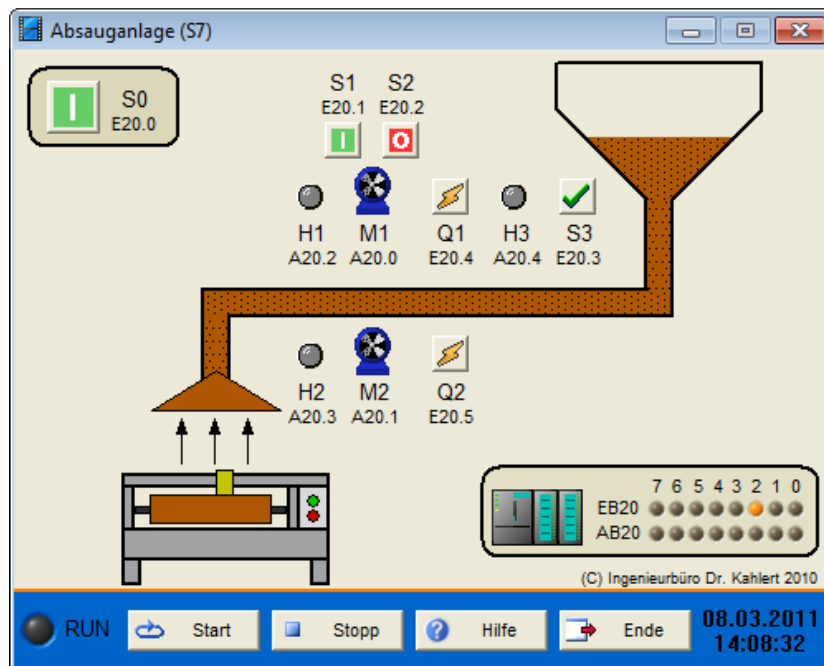 Absauganlage (S7)
S0
E20.0
S1 S2
E20.1 E20.2
H1 M1 Q1 H3 S3
A20.2 A20.0 E20.4 A20.4 E20.3
H2 M2 Q2
A20.3 A20.1 E20.5
7 6 5 4 3 2 1 0
EB20
AB20
(C) Ingenieurbüro Dr. Kahlert 2010
RUN Start Stopp Hilfe Ende
08.03.2011
14:08:32